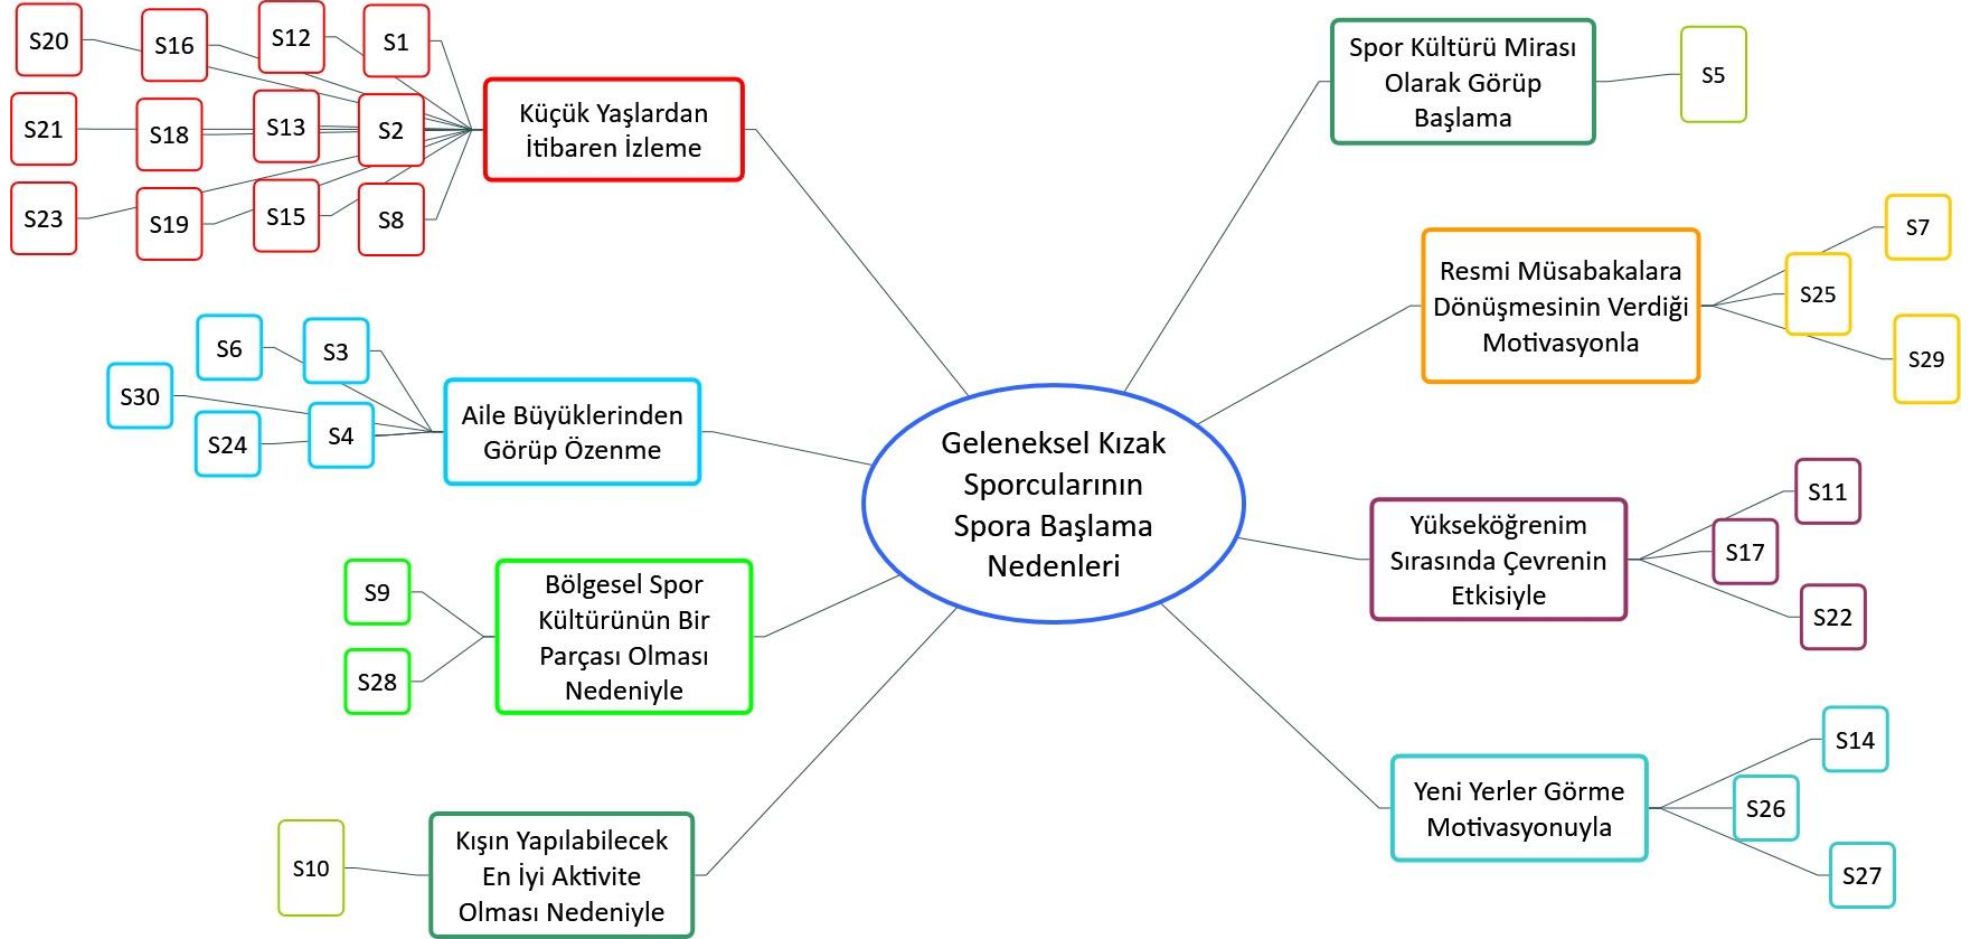 S20
S16
S12
S1
S21
S18
S13
S2
S23
S19
S15
S8
Küçük Yaşlardan
İtibaren İzleme
S6
S3
S30
S24
S4
Aile Büyüklerinden
Görüp Özenme
S9
S28
Bölgesel Spor
Kültürünün Bir
Parçası Olması
Nedeniyle
S10
Kışın Yapılabilecek
En İyi Aktivite
Olması Nedeniyle
Geleneksel Kızak
Sporcularının
Spora Başlama
Nedenleri
Spor Kültürü Mirası
Olarak Görüp
Başlama
S5
Resmi Müsabakalara
Dönüşmesinin Verdiği
Motivasyonla
S7
S25
S29
Yükseköğrenim
Sırasında Çevrenin
Etkisiyle
S11
S17
S22
Yeni Yerler Görme
Motivasyonuyla
S14
S26
S27